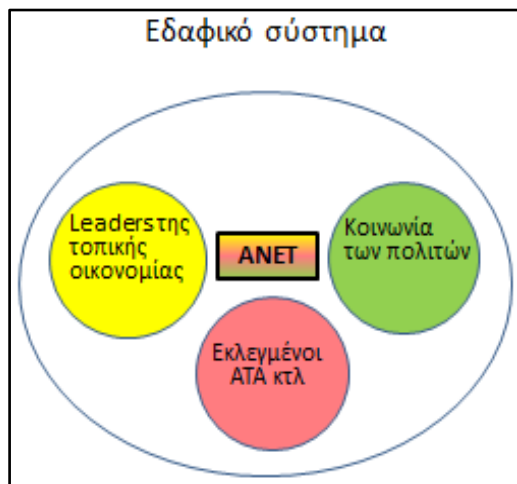 Εδαφικό σύστημα
Leaders της
τοπικής
οικονομίας
ΑΝΕΤ
Κοινωνία
των πολιτών
Εκλεγμένοι
ΑΤΑ κτλ